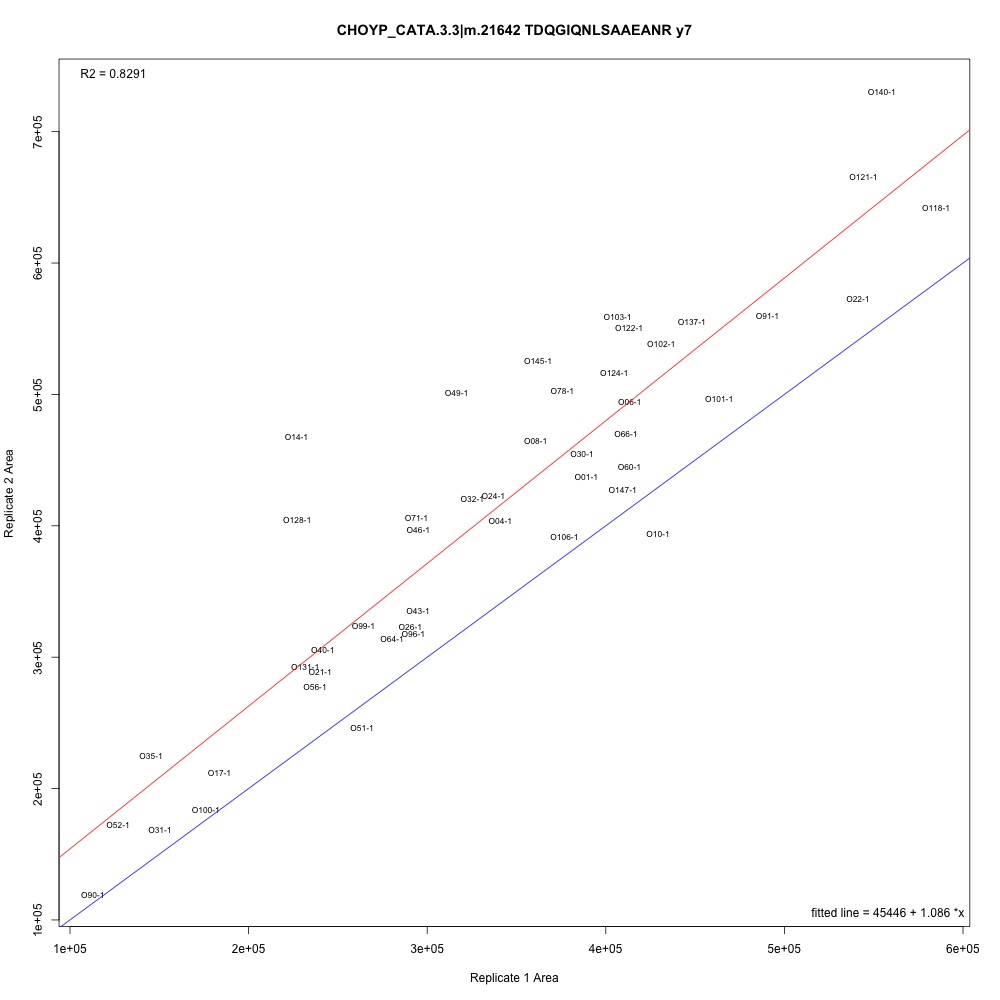 CHOYP_CATA.3.3|m.21642 TDQGIQNLSAAEANR y7
R2 = 0.8291
O140-1
7e+05
O121-1
O118-1
6e+05
O22-1
O103-1
O91-1
O137-1
O122-1
O102-1
O145-1
O124-1
O78-1
O49-1
5e+05
O101-1
O06-1
O14-1
O66-1
O08-1
O30-1
O60-1
O01-1
O147-1
O24-1
O32-1
O128-1
O71-1
O04-1
4e+05
O46-1
O10-1
O106-1
Replicate 2 Area
O43-1
O99-1
O26-1
O96-1
O64-1
O40-1
3e+05
O131-1
O21-1
O56-1
O51-1
O35-1
O17-1
2e+05
O100-1
O52-1
O31-1
O90-1
1e+05
fitted line = 45446 + 1.086 *x
1e+05 2e+05 3e+05 4e+05 5e+05 6e+05
Replicate 1 Area